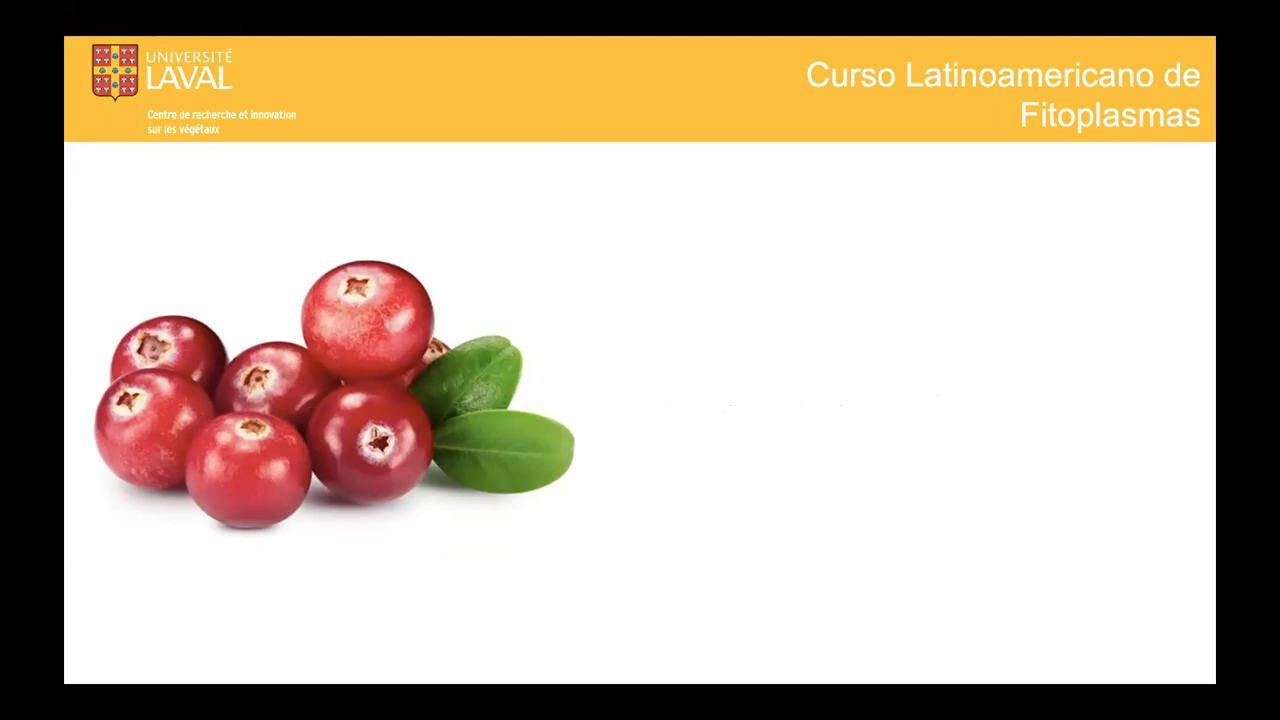 UNIVERSITÉ
LAVAL
Centre de recherche et innovation
sur les végétaux
Curso Latinoamericano de
Fitoplasmas